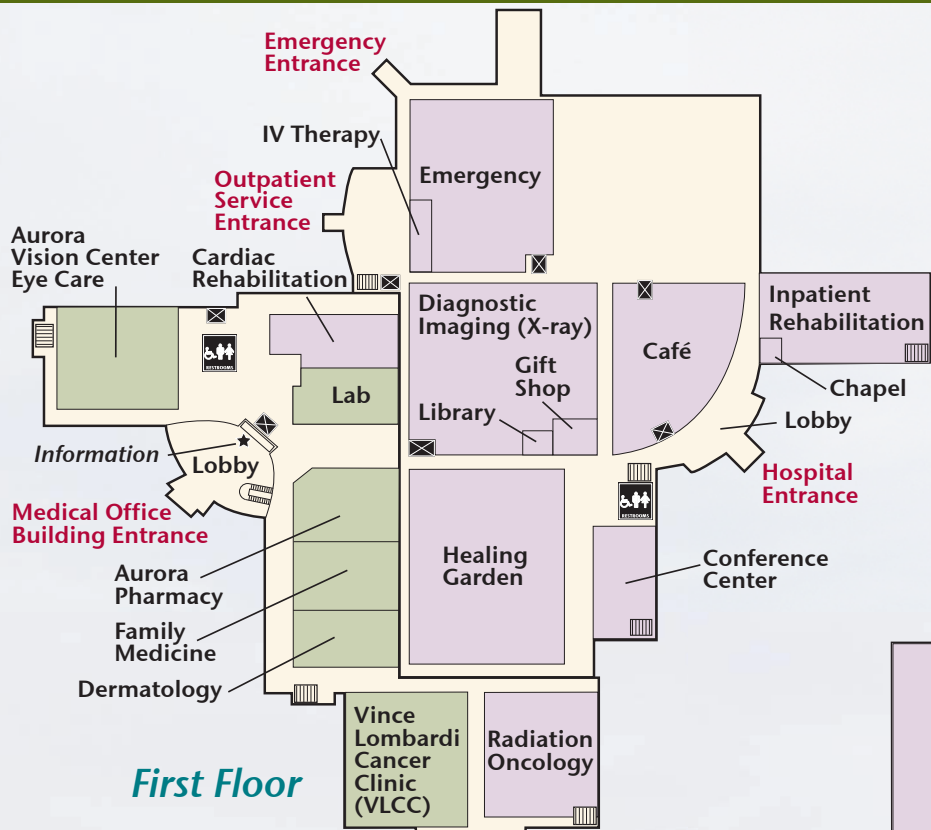 Emergency
Entrance
IV Therapy
Emergency
Outpatient
Service
Entrance
Aurora
Vision Center
Eye Care
Cardiac
Rehabilitation
Diagnostic
Imaging (X-ray)
Gift
Shop
Library
Café
Inpatient
Rehabilitation
Chapel
Lobby
Hospital
Entrance
RESTROOMS
Lab
Information
Lobby
Medical Office
Building Entrance
Aurora
Pharmacy
Family
Medicine
Dermatology
Healing
Garden
RESTROOMS
Conference
Center
Vince
Lombardi
Cancer
Clinic
(VLCC)
Radiation
Oncology
First Floor